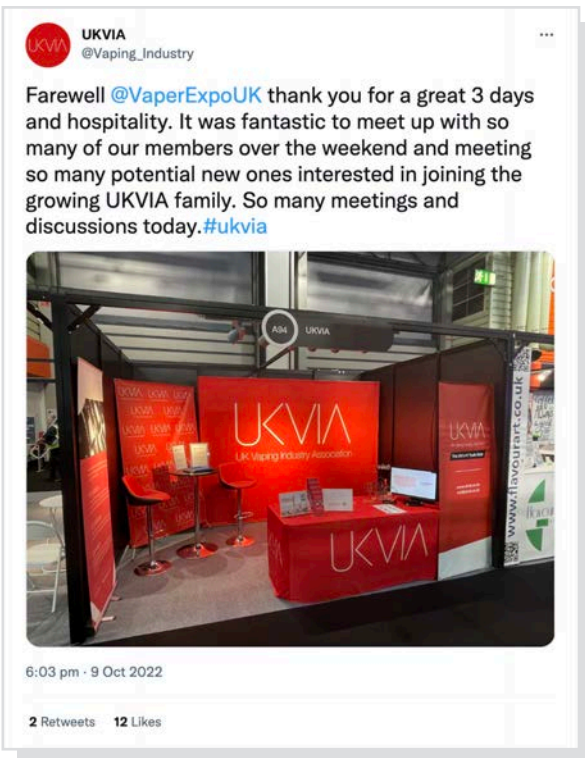 UKVIA
@Vaping_Industry
Farewell @VaperExpoUK thank you for a great 3 days
and hospitality. It was fantastic to meet up with so
many of our members over the weekend and meeting
so many potential new ones interested in joining the
growing UKVIA family. So many meetings and
discussions today.#ukvia
A94 UKVIA
UKVIA
UK Vaping Industry Association
UKVIA
UKVIA
www.flavourart.co.uk
6:03 pm · 9 Oct 2022
2 Retweets 12 Likes